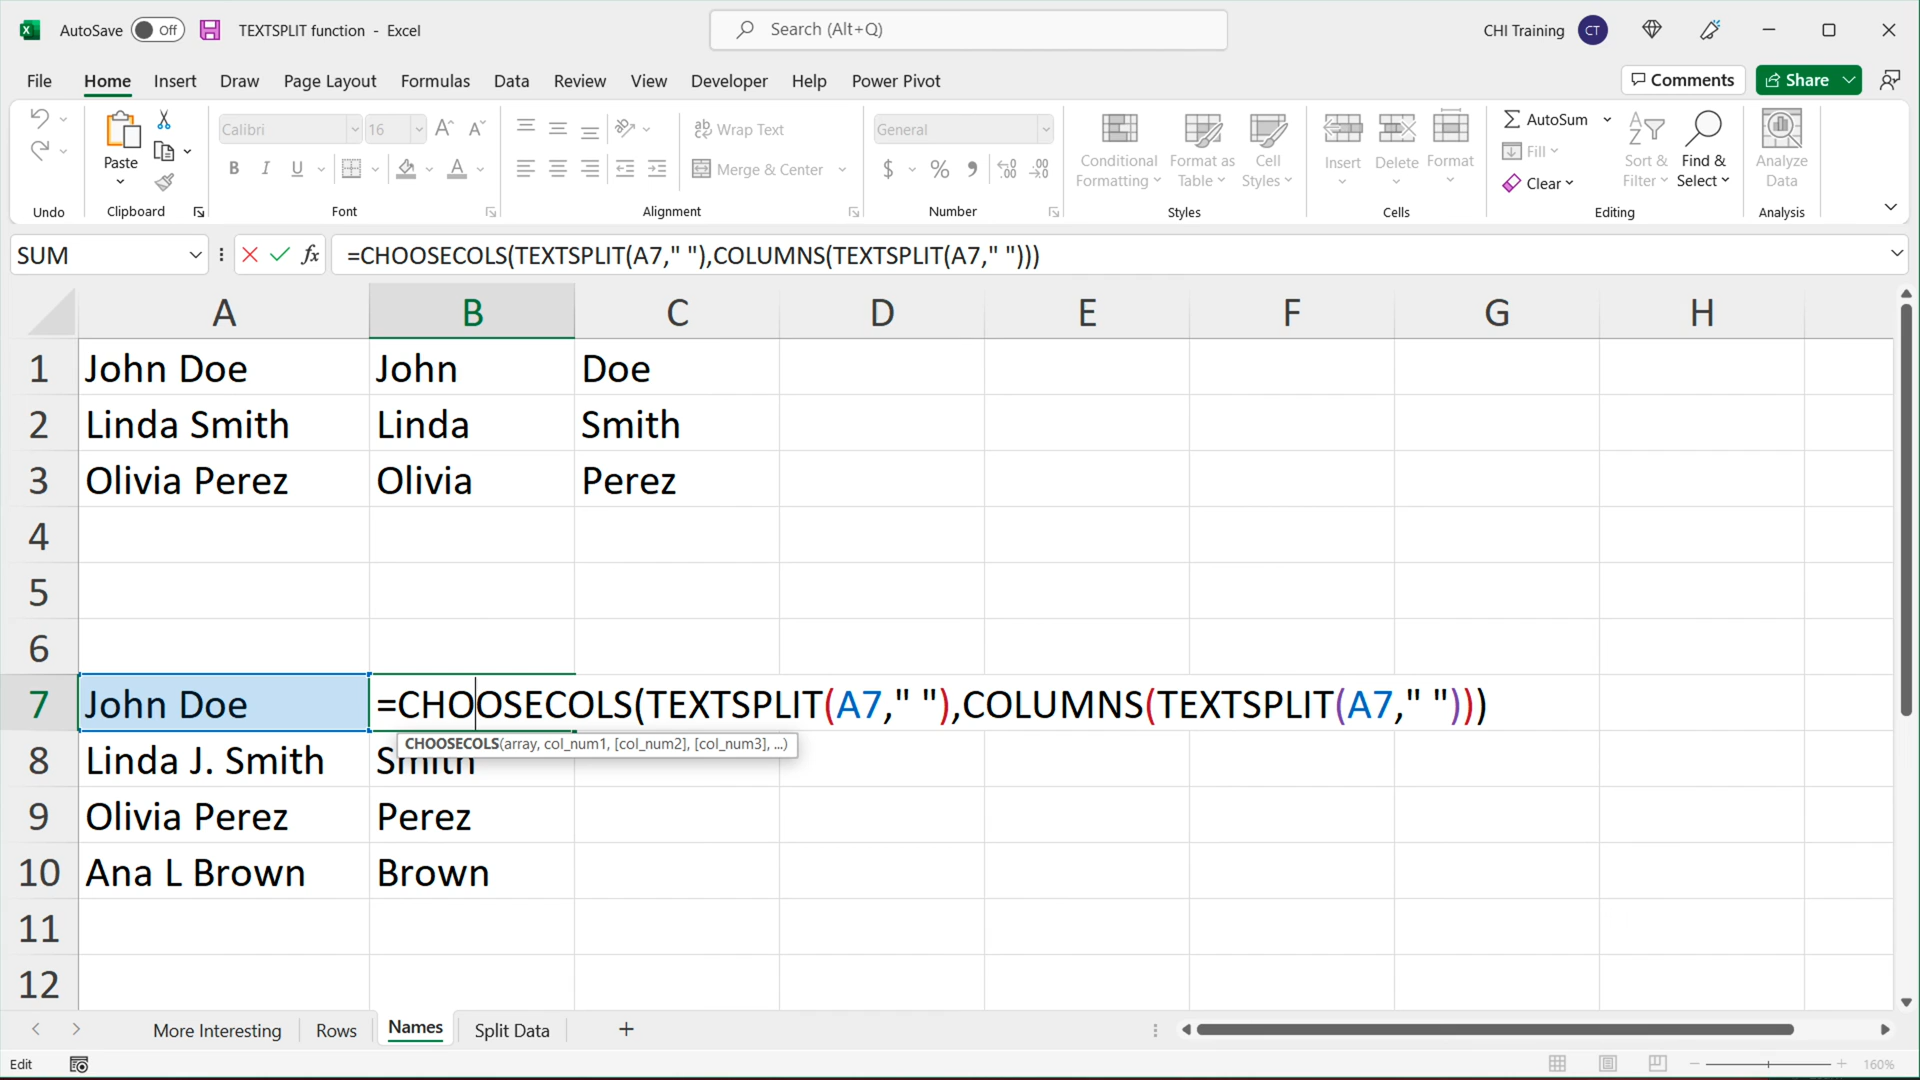 AutoSave Off TEXTSPLIT function - Excel Search (Alt+Q) CHI Training CT
File Home Insert Draw Page Layout Formulas Data Review View Developer Help Power Pivot Comments Share
Calibri 16 Wrap Text General AutoSum
Paste Conditional Format as Cell Insert Delete Format Fill Sort & Find & Analyze
B I U A Merge & Center $ % Formatting Table Styles Clear Filter Select Data
Undo Clipboard Font Alignment Number Styles Cells Editing Analysis
SUM fx =CHOOSECOLS(TEXTSPLIT(A7," "),COLUMNS(TEXTSPLIT(A7," ")))
A B C D E F G H
1 John Doe John Doe
2 Linda Smith Linda Smith
3 Olivia Perez Olivia Perez
4
5
6
7 John Doe =CHOOSECOLS(TEXTSPLIT(A7," "),COLUMNS(TEXTSPLIT(A7," ")))
CHOOSECOLS(array, col_num1, [col_num2], [col_num3], ...)
8 Linda J. Smith Smith
9 Olivia Perez Perez
10 Ana L Brown Brown
11
12
More Interesting Rows Names Split Data
Edit 160%